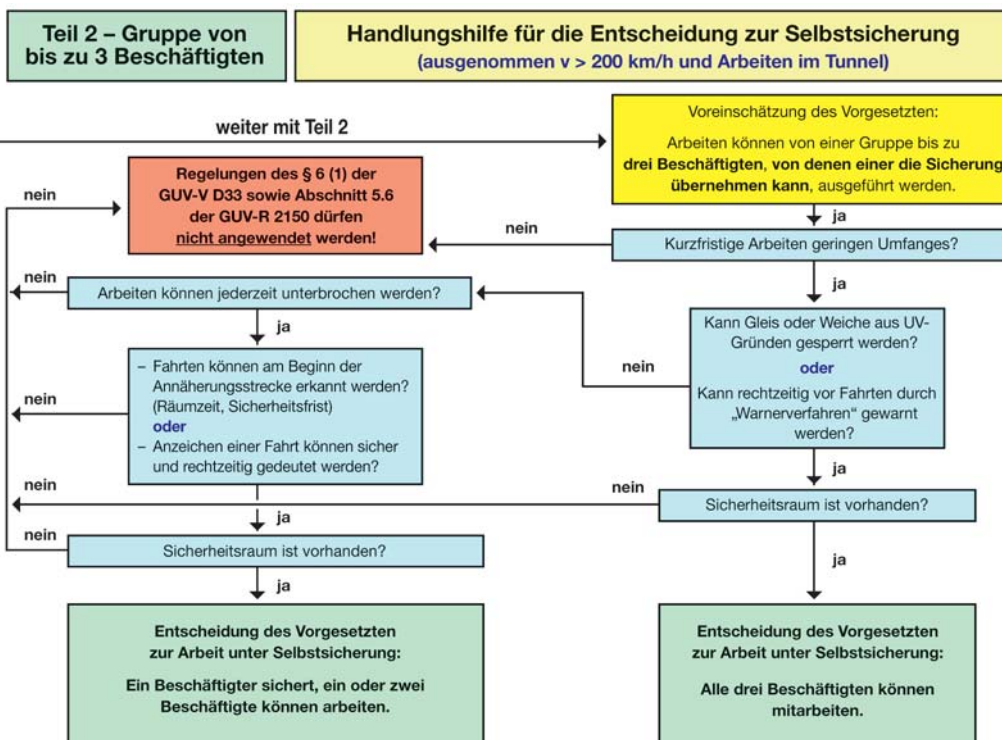 Teil 2 – Gruppe von
bis zu 3 Beschäftigten
Handlungshilfe für die Entscheidung zur Selbstsicherung
(ausgenommen v > 200 km/h und Arbeiten im Tunnel)
weiter mit Teil 2
Voreinschätzung des Vorgesetzten:
Arbeiten können von einer Gruppe bis zu
drei Beschäftigten, von denen einer die Sicherung
übernehmen kann, ausgeführt werden.
ja
Kurzfristige Arbeiten geringen Umfanges?
nein
nein
Regelungen des § 6 (1) der
GUV-V D33 sowie Abschnitt 5.6
der GUV-R 2150 dürfen
nicht angewendet werden!
ja
Kann Gleis oder Weiche aus UV-
Gründen gesperrt werden?
oder
Kann rechtzeitig vor Fahrten durch
„Warnerverfahren“ gewarnt
werden?
nein
nein
Arbeiten können jederzeit unterbrochen werden?
ja
– Fahrten können am Beginn der
Annäherungsstrecke erkannt werden?
(Räumzeit, Sicherheitsfrist)
oder
– Anzeichen einer Fahrt können sicher
und rechtzeitig gedeutet werden?
nein
ja
nein
Sicherheitsraum ist vorhanden?
nein
ja
nein
Sicherheitsraum ist vorhanden?
ja
ja
Entscheidung des Vorgesetzten
zur Arbeit unter Selbstsicherung:
Ein Beschäftigter sichert, ein oder zwei
Beschäftigte können arbeiten.
Entscheidung des Vorgesetzten
zur Arbeit unter Selbstsicherung:
Alle drei Beschäftigten können
mitarbeiten.